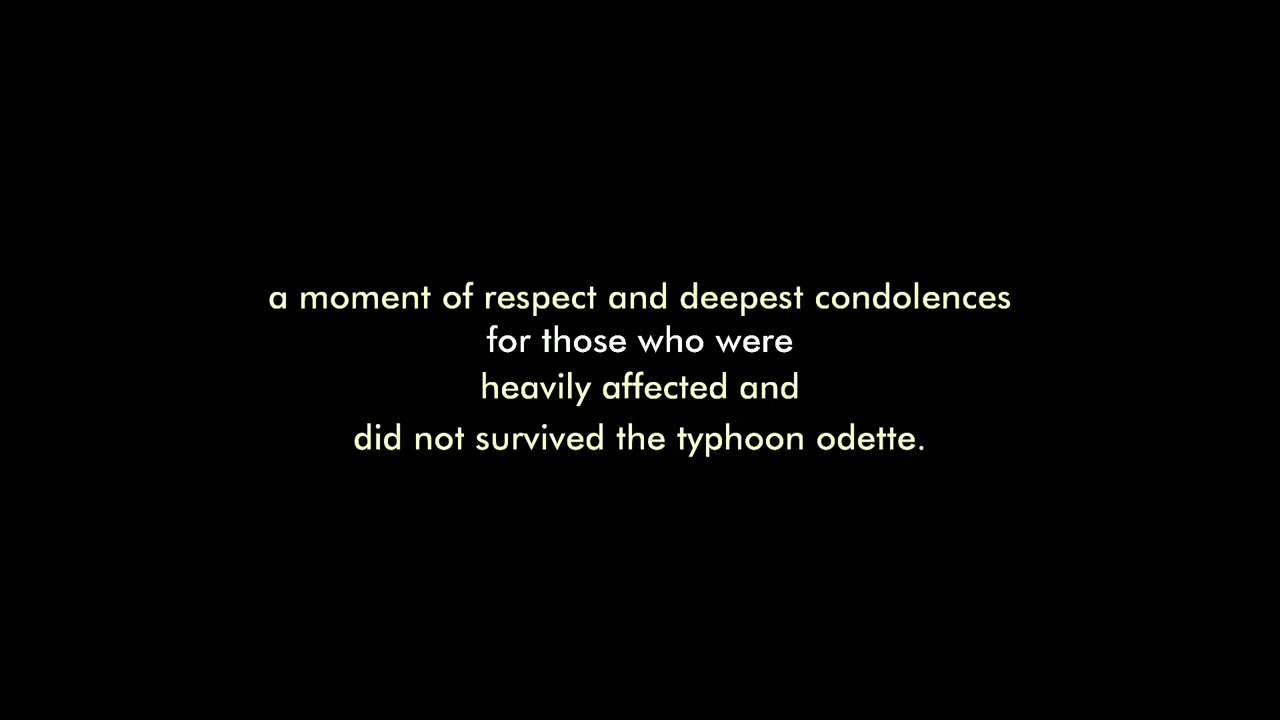 a moment of respect and deepest condolences
for those who were
heavily affected and
did not survived the typhoon odette.